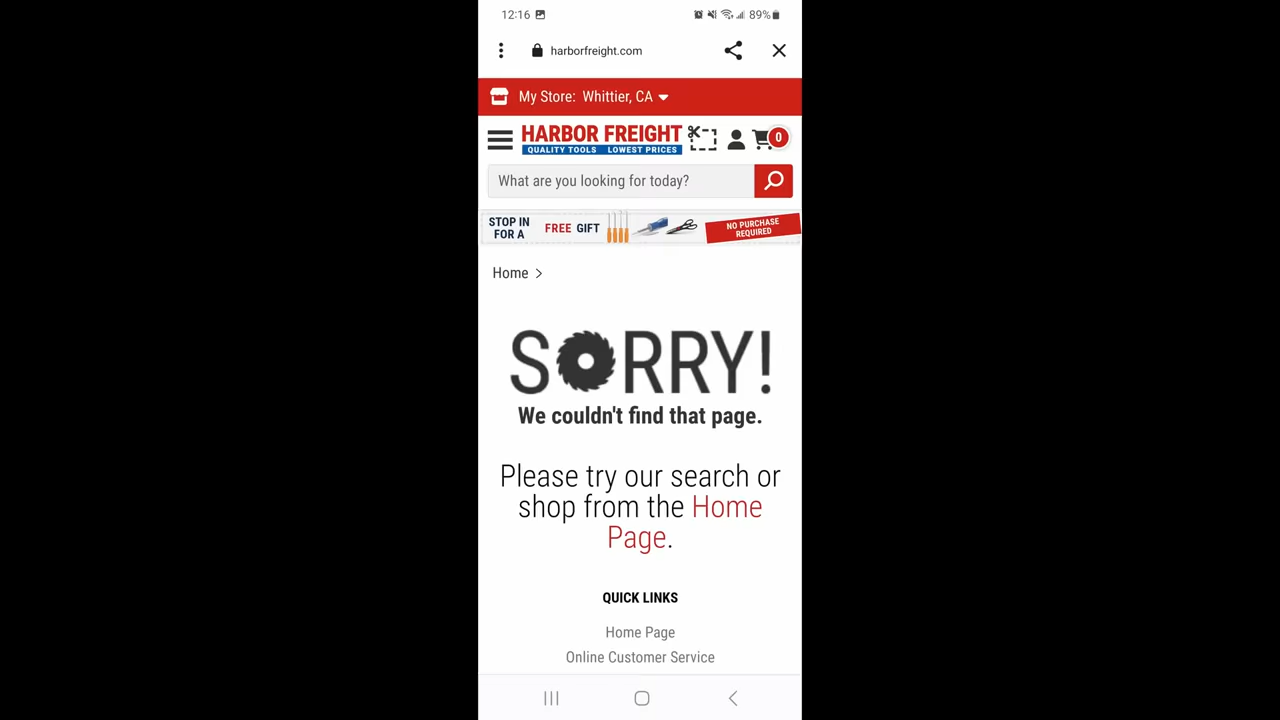 12:16 89%
harborfreight.com
My Store: Whittier, CA
HARBOR FREIGHT
QUALITY TOOLS LOWEST PRICES
0
What are you looking for today?
STOP IN
FOR A
FREE GIFT
NO PURCHASE
REQUIRED
Home >
SORRY!
We couldn't find that page.
Please try our search or
shop from the Home
Page.
QUICK LINKS
Home Page
Online Customer Service